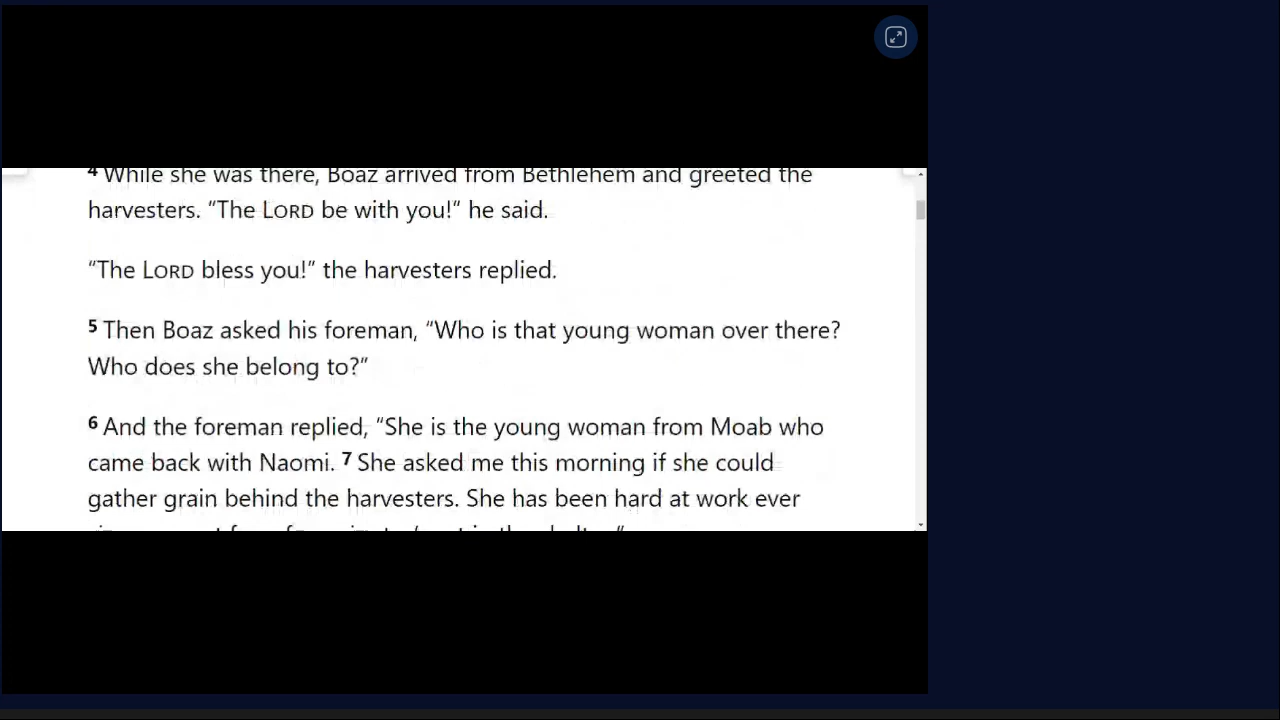 4 While she was there, Boaz arrived from Bethlehem and greeted the
harvesters. “The LORD be with you!” he said.
“The LORD bless you!” the harvesters replied.
5 Then Boaz asked his foreman, “Who is that young woman over there?
Who does she belong to?”
6 And the foreman replied, “She is the young woman from Moab who
came back with Naomi. 7 She asked me this morning if she could
gather grain behind the harvesters. She has been hard at work ever